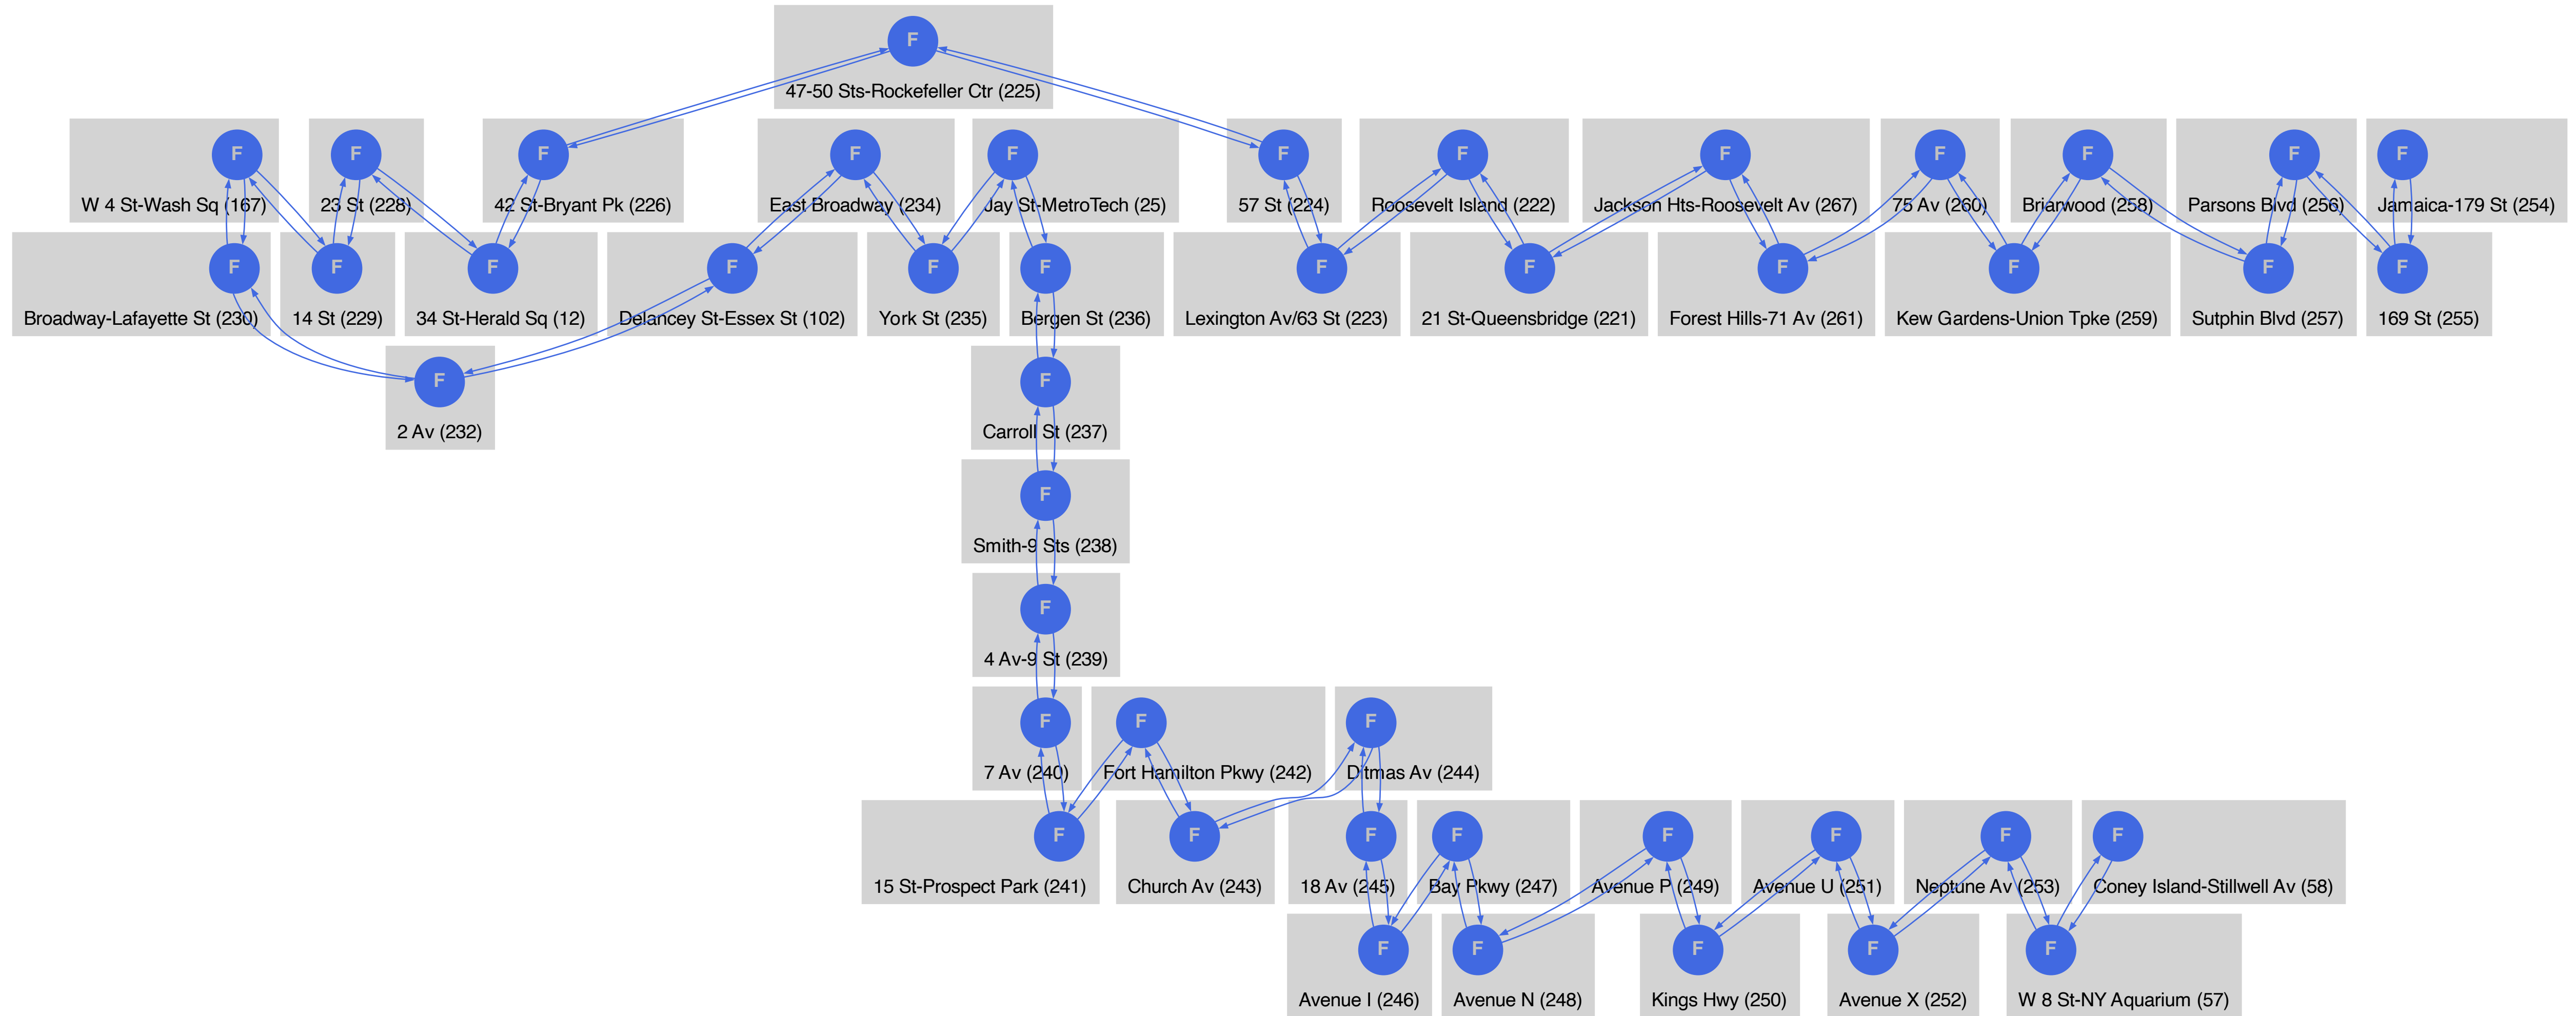 F
47-50 Sts-Rockefeller Ctr (225)
F F F F F F F F F F F F
W 4 St-Wash Sq (167) 23 St (228) 42 St-Bryant Pk (226) East Broadway (234) Jay St-MetroTech (25) 57 St (224) Roosevelt Island (222) Jackson Hts-Roosevelt Av (267) 75 Av (260) Briarwood (258) Parsons Blvd (256) Jamaica-179 St (254)
F F F F F F F F F F F F
Broadway-Lafayette St (230) 14 St (229) 34 St-Herald Sq (12) Delancey St-Essex St (102) York St (235) Bergen St (236) Lexington Av/63 St (223) 21 St-Queensbridge (221) Forest Hills-71 Av (261) Kew Gardens-Union Tpke (259) Sutphin Blvd (257) 169 St (255)
F F
2 Av (232) Carroll St (237)
F
Smith-9 Sts (238)
F
4 Av-9 St (239)
F F F
7 Av (240) Fort Hamilton Pkwy (242) Ditmas Av (244)
F F F F F F F F
15 St-Prospect Park (241) Church Av (243) 18 Av (245) Bay Pkwy (247) Avenue P (249) Avenue U (251) Neptune Av (253) Coney Island-Stillwell Av (58)
F F F F F
Avenue I (246) Avenue N (248) Kings Hwy (250) Avenue X (252) W 8 St-NY Aquarium (57)